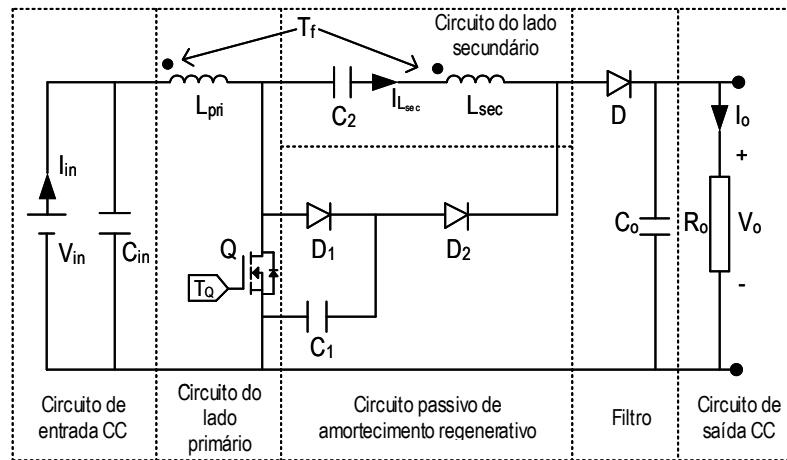 Tf
Circuito do lado
secundário
Lpri
C2
ILsec
Lsec
D
Io
Iin
+
Vin
Cin
Q
TQ
D1
D2
Co
Ro
Vo
-
C1
Circuito de
entrada CC
Circuito do
lado
primário
Circuito passivo de
amortecimento regenerativo
Filtro
Circuito de
saída CC